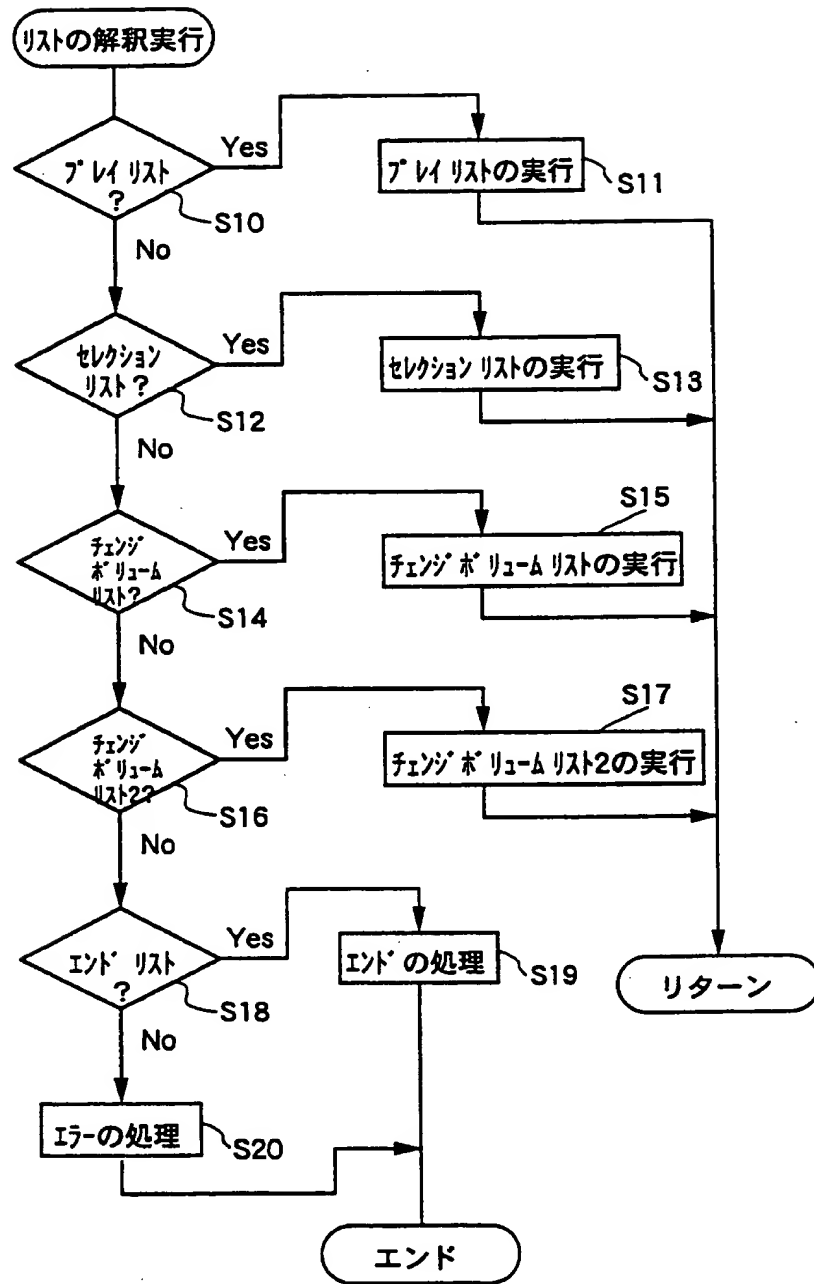 リストの解釈実行
Yes
プレイ リスト
?
S10
プレイ リストの実行
S11
No
セレクション
リスト?
Yes
S12
セレクション リストの実行
S13
No
チェンジ
ボリューム
リスト?
Yes
S14
S15
チェンジ ボリューム リストの実行
No
チェンジ
ボリューム
リスト2?
Yes
S16
S17
チェンジ ボリューム リスト2の実行
No
エンド リスト
?
Yes
S18
エンドの処理
S19
リターン
No
エラーの処理
S20
エンド